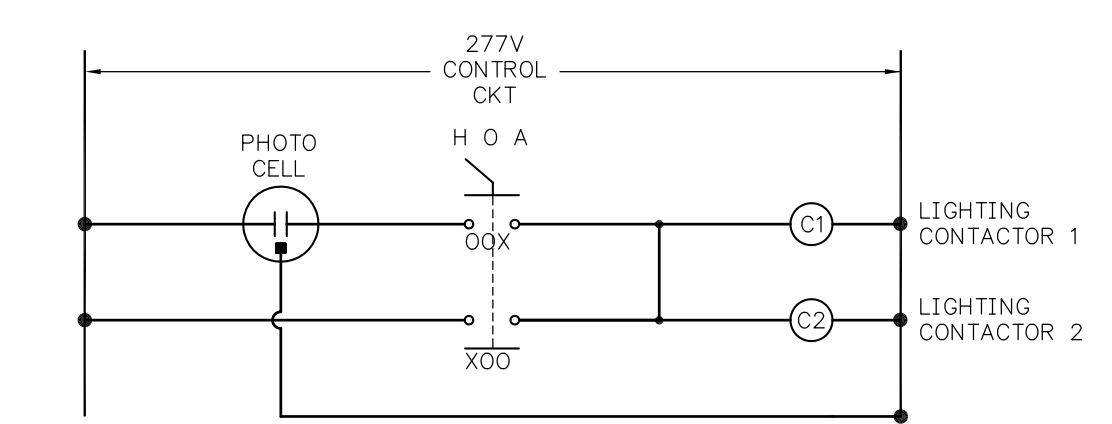 277V
CONTROL
CKT
H O A
PHOTO
CELL
OOX
C1
LIGHTING
CONTACTOR 1
XOO
C2
LIGHTING
CONTACTOR 2